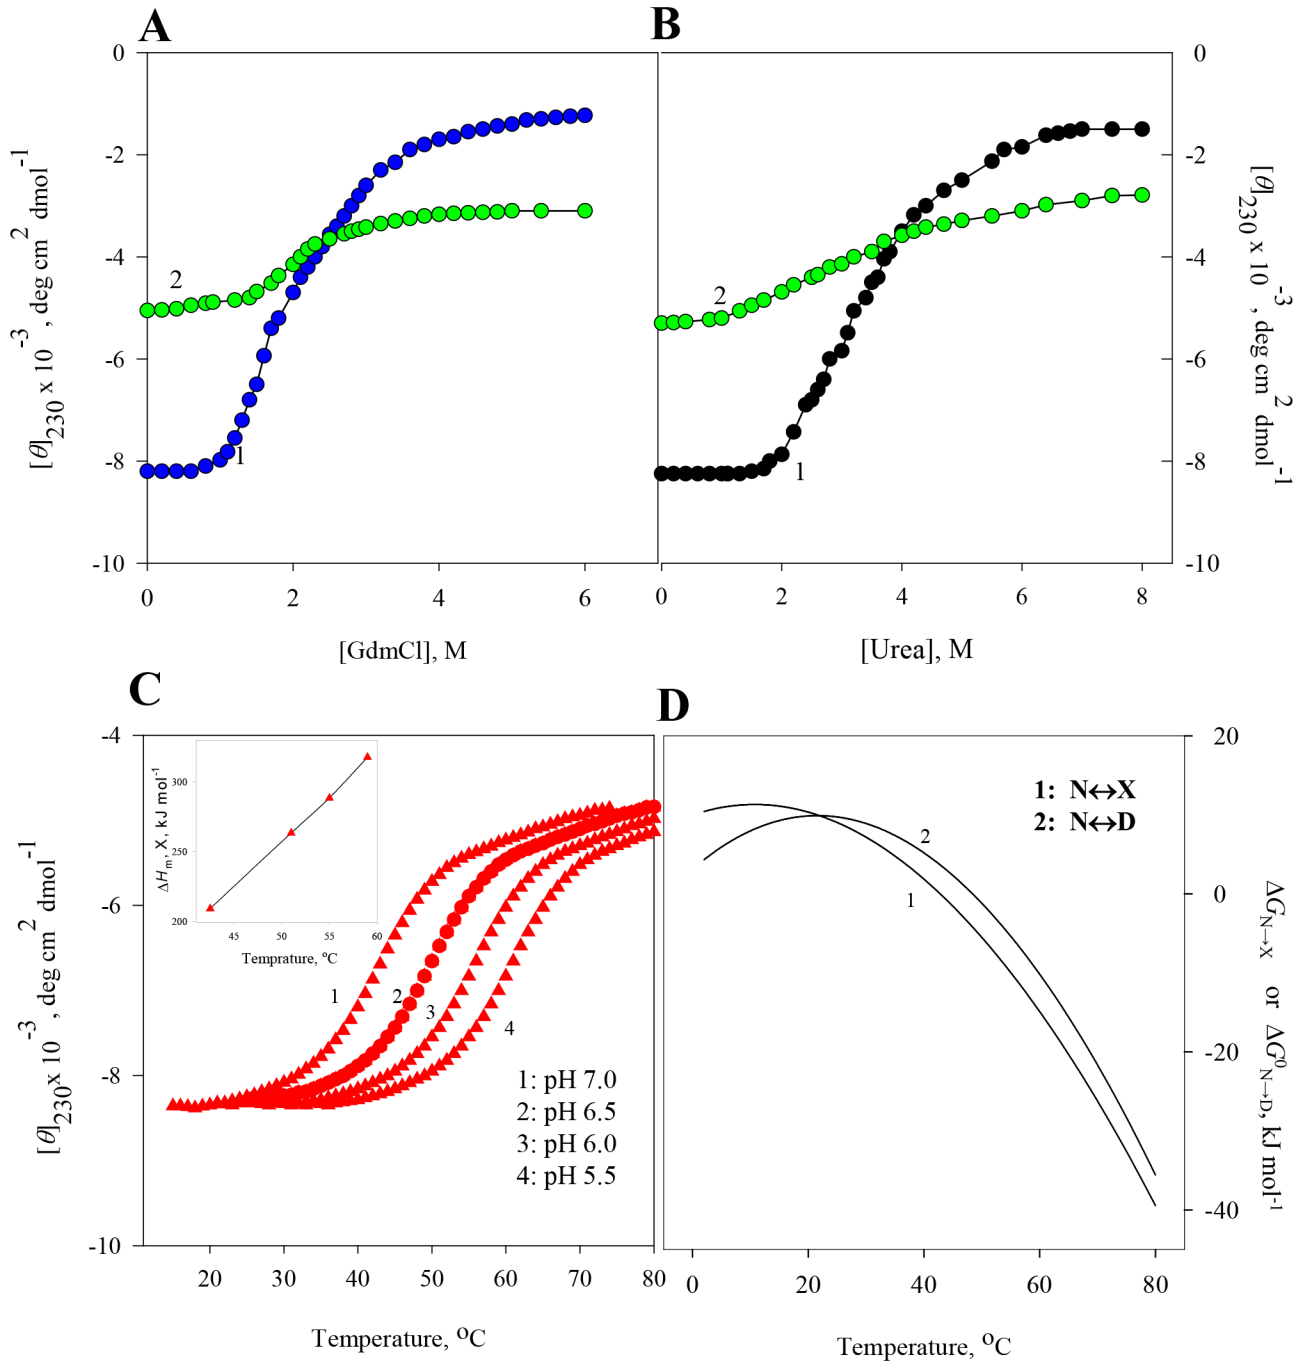 A
B
0
-2
-4
-6
-8
-10
[θ]230 x 10-3, deg cm2 dmol-1
2
1
0
2
4
6
[GdmCl], M
2
1
0
2
4
6
8
[Urea], M
0
-2
-4
-6
-8
-10
[θ]230 x 10-3, deg cm2 dmol-1
C
D
-4
-6
-8
-10
[θ]230x 10-3, deg cm2 dmol-1
ΔHm, X, kJ mol-1
300
250
200
45
50
55
60
Temprature, oC
1
2
3
4
1: pH 7.0
2: pH 6.5
3: pH 6.0
4: pH 5.5
20
30
40
50
60
70
80
Temperature, oC
1: N↔X
2: N↔D
2
1
20
0
-20
-40
ΔGN→X or ΔG0N→D, kJ mol-1
0
20
40
60
80
Temperature, oC